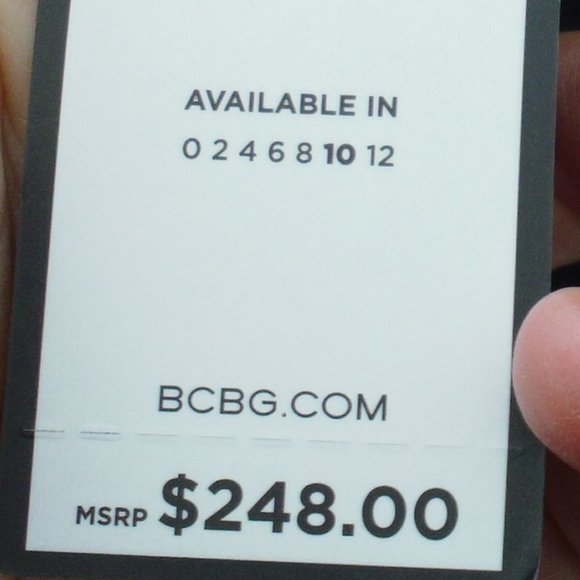 AVAILABLE IN
0 2 4 6 8 10 12
BCBG.COM
MSRP $248.00